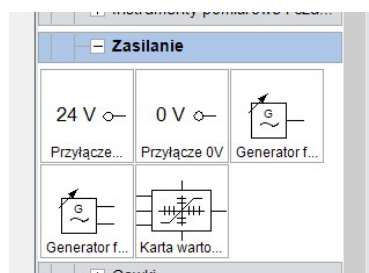 Zasilanie
24 V
0 V
G
Przyłącze...
Przyłącze 0V
Generator f...
G
Generator f...
Karta warto...